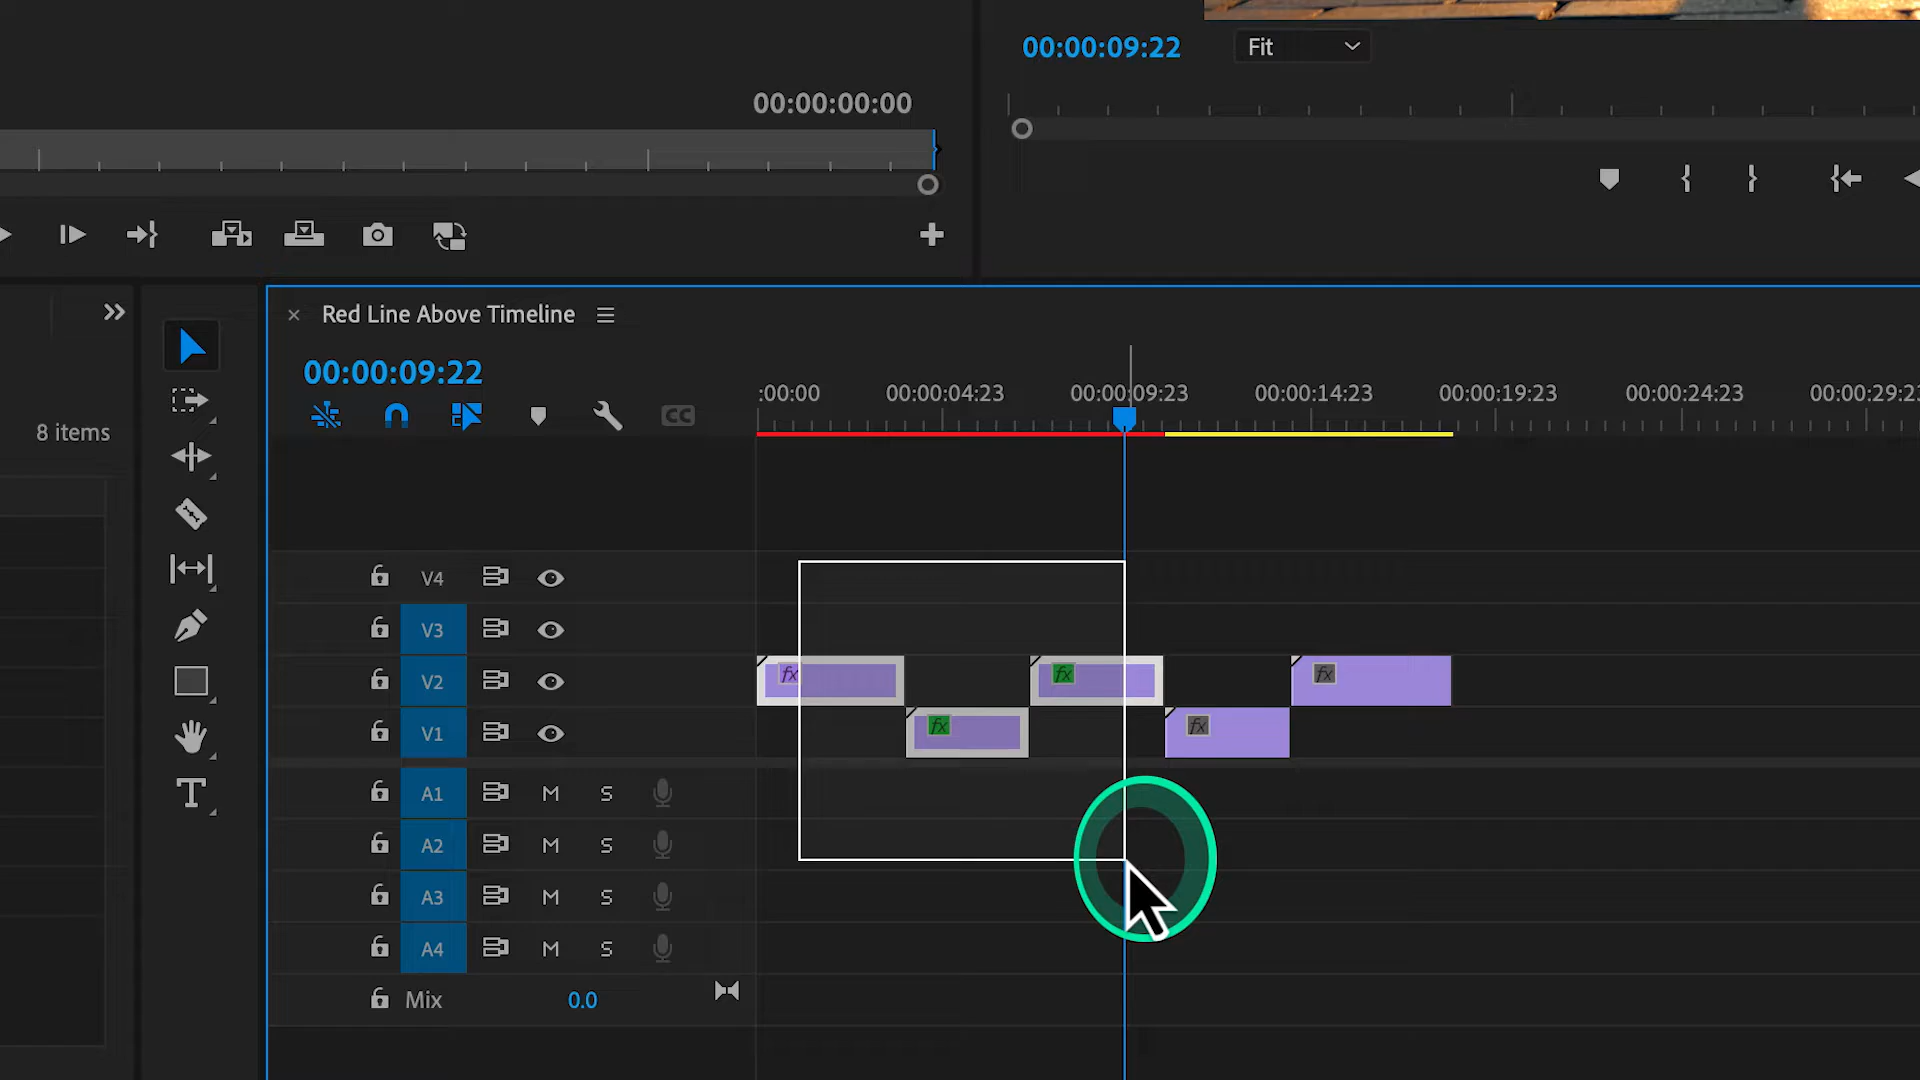 00:00:09:22
Fit
00:00:00:00
Red Line Above Timeline
00:00:09:22
:00:00
00:00:04:23
00:00:09:23
00:00:14:23
00:00:19:23
00:00:24:23
00:00:29:23
CC
8 items
V4
V3
V2
fx
fx
fx
V1
fx
fx
A1
M
S
A2
M
S
A3
M
S
A4
M
S
Mix
0.0
T